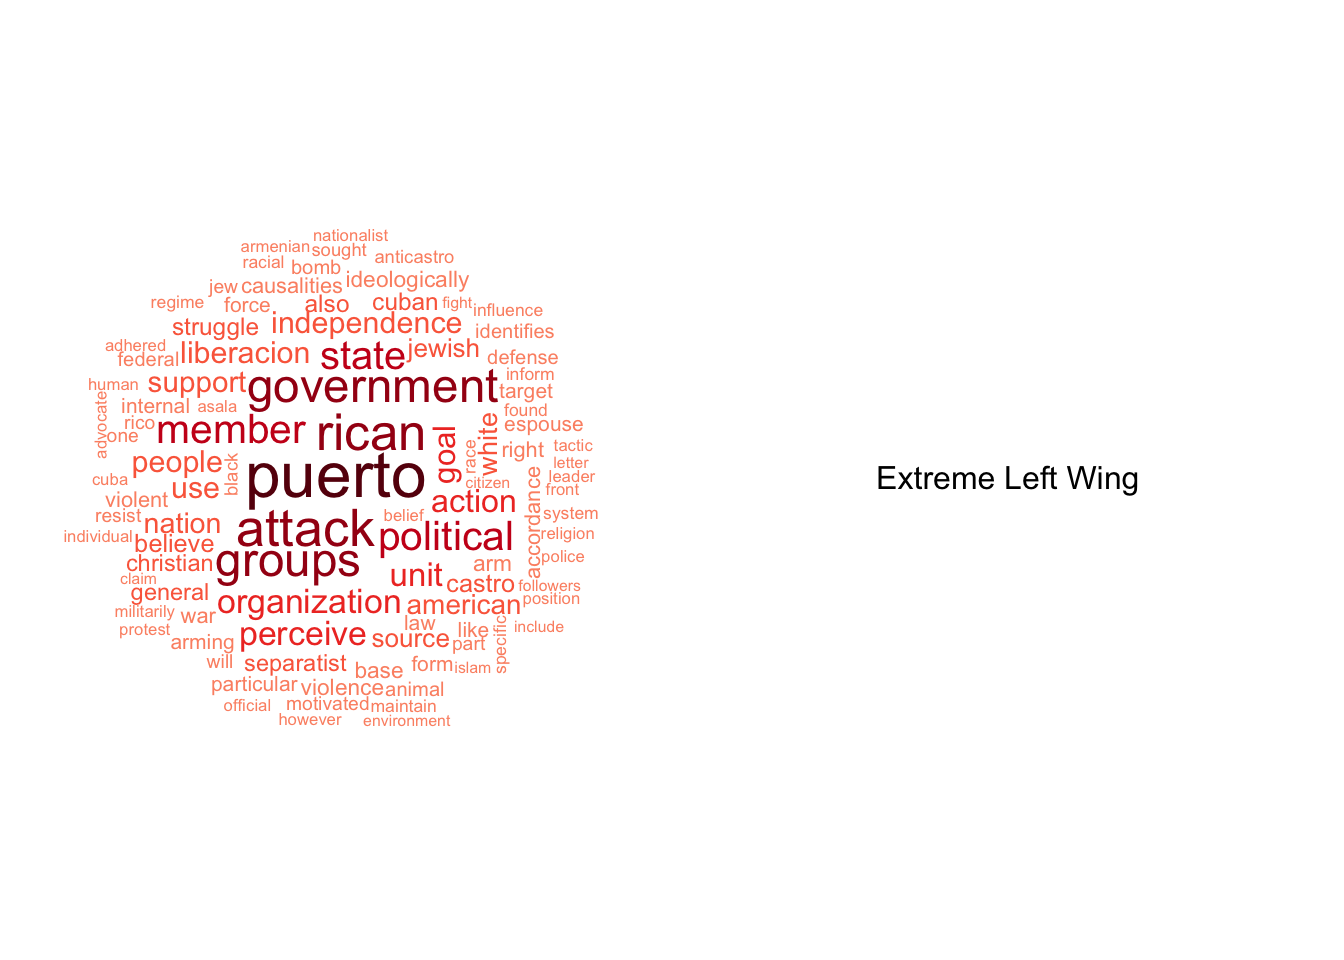 nationalist
armenian
sought
racial
bomb
anticastro
jew
causalities
ideologically
regime
force
also
cuban
fight
influence
struggle
independence
identifies
adhered
federal
liberacion
state
jewish
defense
human
support
government
inform
target
advocate
internal
asala
found
rico
one
member
rican
goal
white
espouse
people
black
puerto
race
citizen
right
tactic
letter
leader
front
cuba
use
violent
action
accordance
resist
nation
attack
belief
system
individual
believe
political
religion
christian
groups
arm
police
claim
general
unit
castro
followers
position
militarily
war
organization
american
protest
arming
perceive
source
law
like
part
specific
include
will
separatist
base
form
islam
particular
violence
animal
official
motivated
maintain
however
environment
Extreme Left Wing